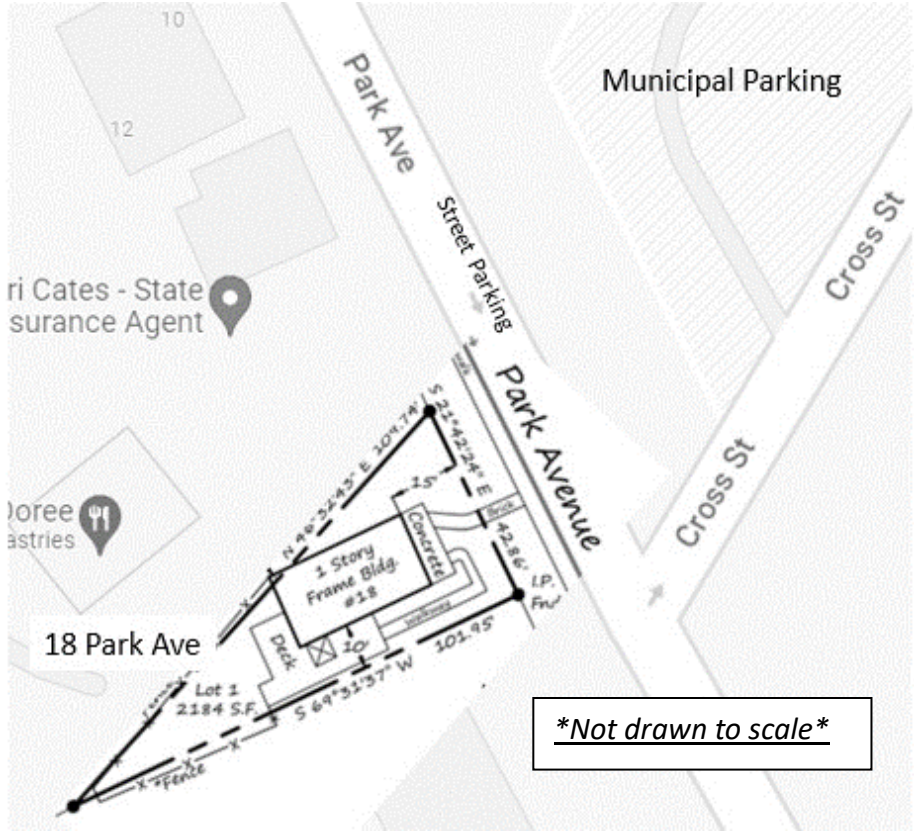 10
12
Park Ave
Municipal Parking
Street Parking
Cross St
ri Cates - State
surance Agent
Walk
Park Avenue
S 21°42'24" E
42.86'
N 46°32'43" E 109.74'
15'
Brick
Concrete
Cross St
Doree
astries
1 Story
Frame Bldg.
#18
I.P.
Fnd
Walkway
18 Park Ave
Deck
10'
101.95'
S 69°31'37" W
Lot 1
2184 S.F.
X
X
*Fence
X
X
X
*Not drawn to scale*